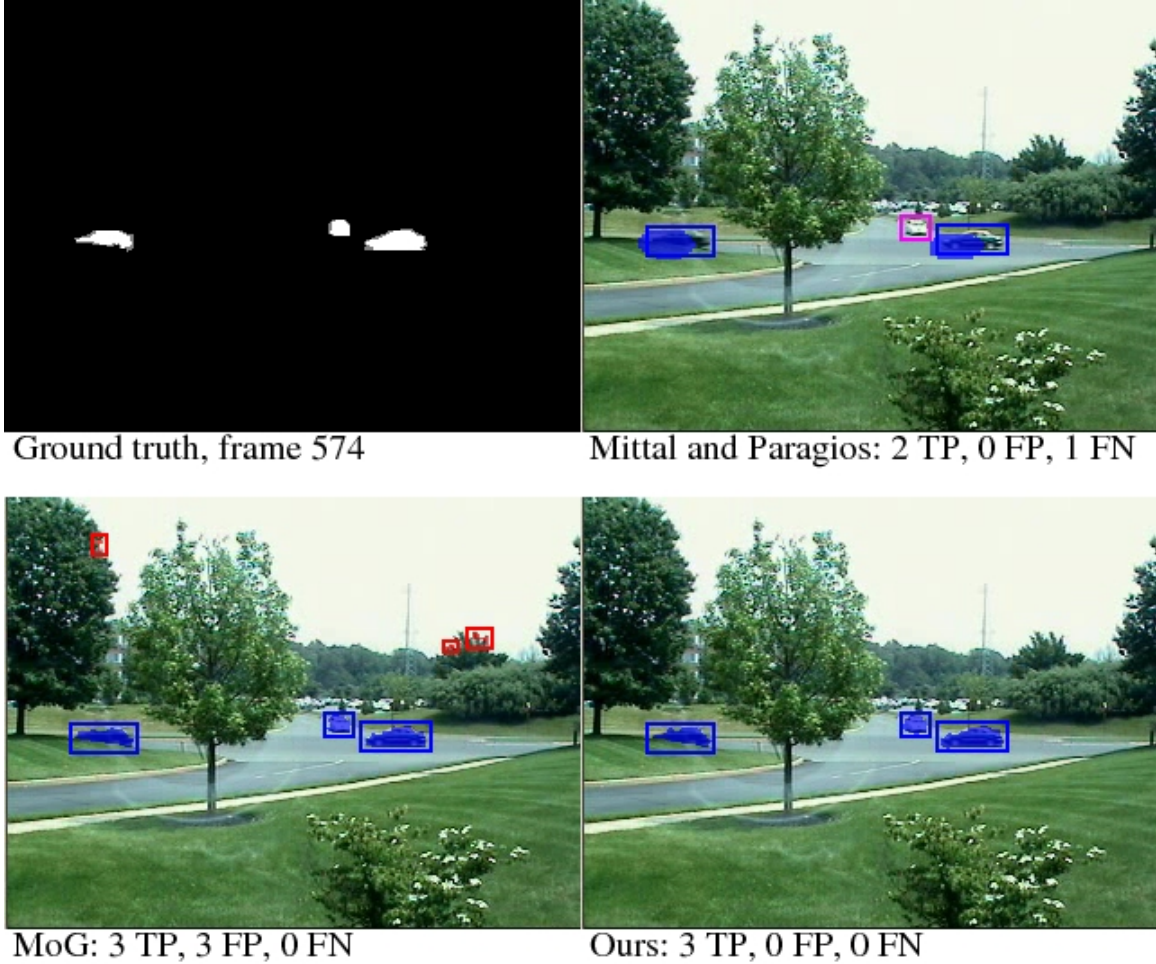 Ground truth, frame 574
Mittal and Paragios: 2 TP, 0 FP, 1 FN
MoG: 3 TP, 3 FP, 0 FN
Ours: 3 TP, 0 FP, 0 FN